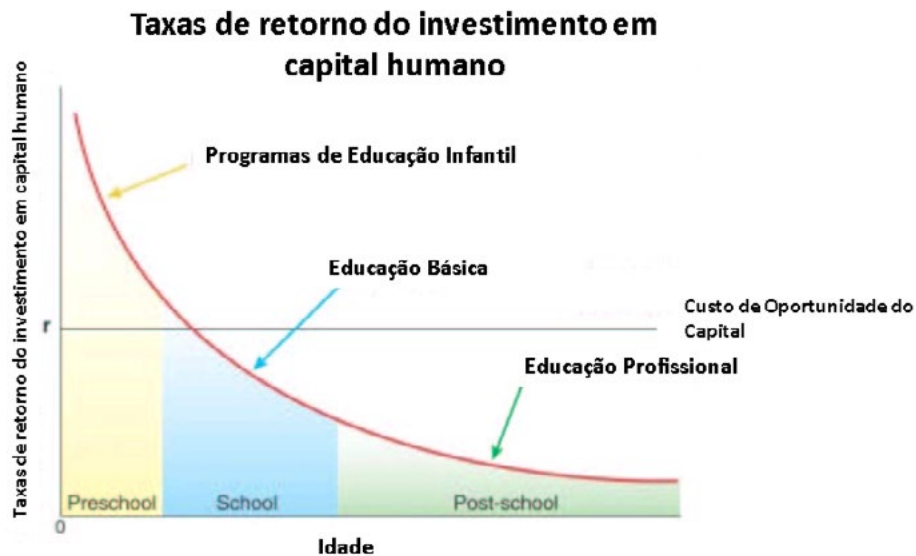 Taxas de retorno do investimento em
capital humano
Taxas de retorno do investimento em capital humano
Programas de Educação Infantil
Educação Básica
Custo de Oportunidade do
Capital
r
Educação Profissional
Preschool
School
Post-school
0
Idade